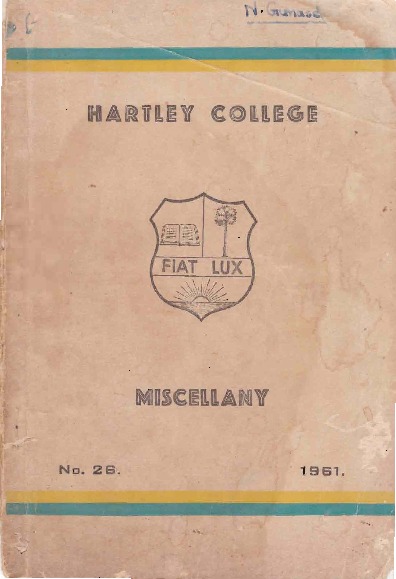 HARTLEY COLLEGE
FIAT LUX
MISCELLANY
No. 26. 1961.